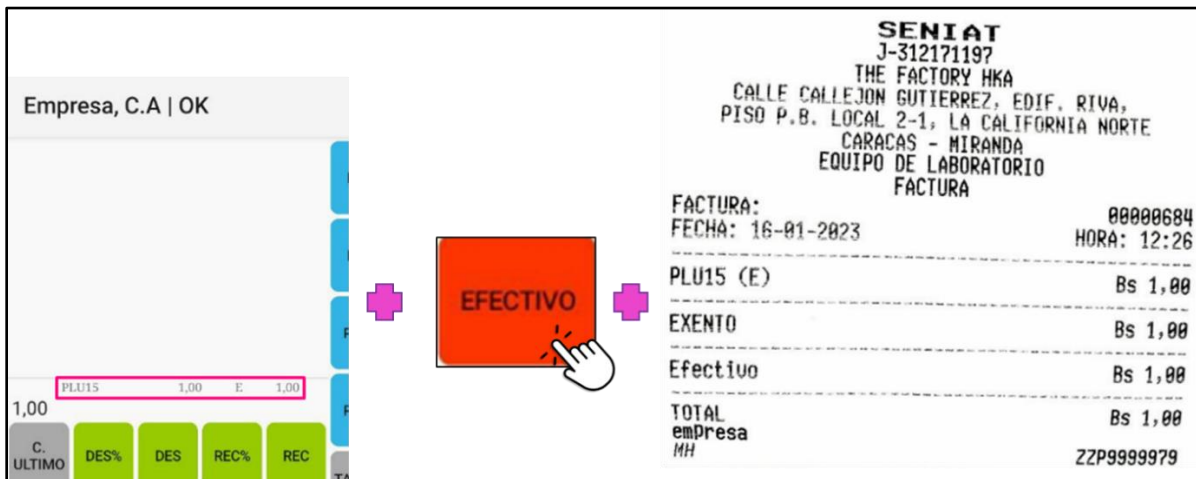 Empresa, C.A | OK
PLU15 1,00 E 1,00
1,00
C. ULTIMO
DES%
DES
REC%
REC
EFECTIVO
SENIAT
J-312171197
THE FACTORY HKA
CALLE CALLEJON GUTIERREZ, EDIF. RIVA,
PISO P.B. LOCAL 2-1, LA CALIFORNIA NORTE
CARACAS - MIRANDA
EQUIPO DE LABORATORIO
FACTURA
FACTURA: 00000684
FECHA: 16-01-2023 HORA: 12:26
PLU15 (E) Bs 1,00
EXENTO Bs 1,00
Efectivo Bs 1,00
TOTAL Bs 1,00
emPresa
MH ZZP9999979